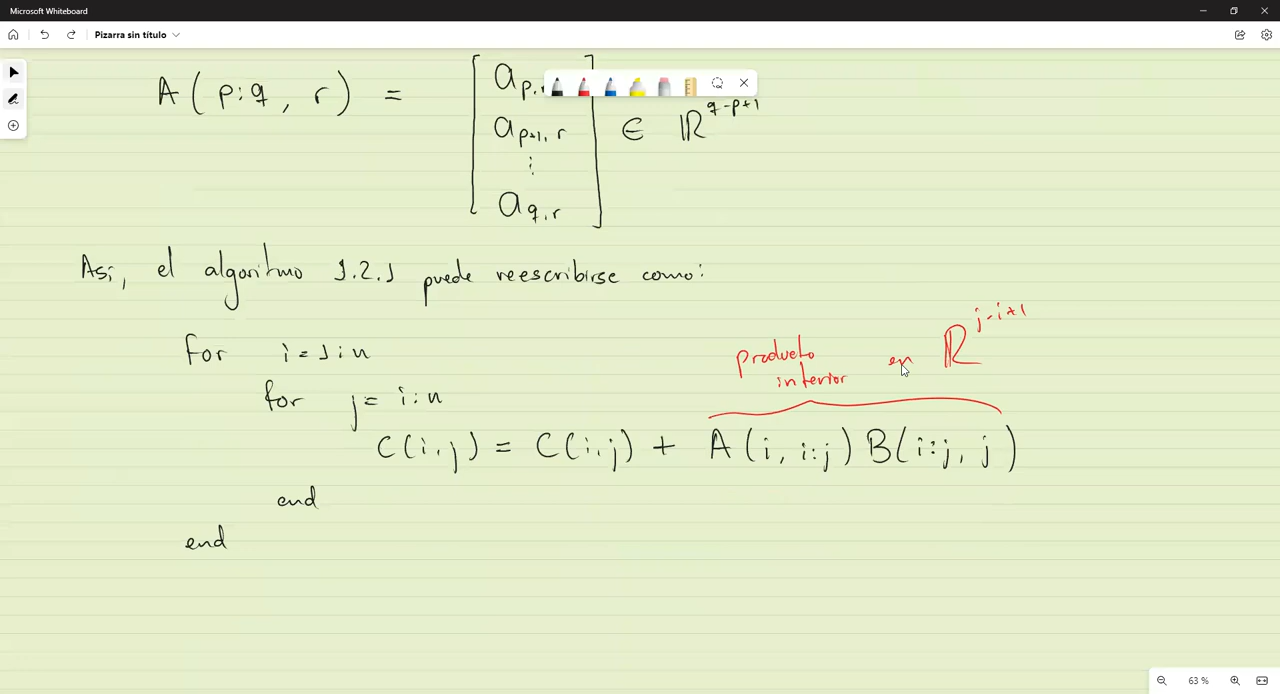 Microsoft Whiteboard
Pizarra sin título
A(p:q, r) = [a_{p,r}
a_{p+1,r}
⋮
a_{q,r}] ∈ ℝ^{q-p+1}
Así, el algoritmo 1.2.1 puede reescribirse como:
for i=1:n
producto interior en ℝ^{j-i+1}
for j= i:n
C(i,j) = C(i,j) + A(i, i:j) B(i:j, j)
end
end
63 %